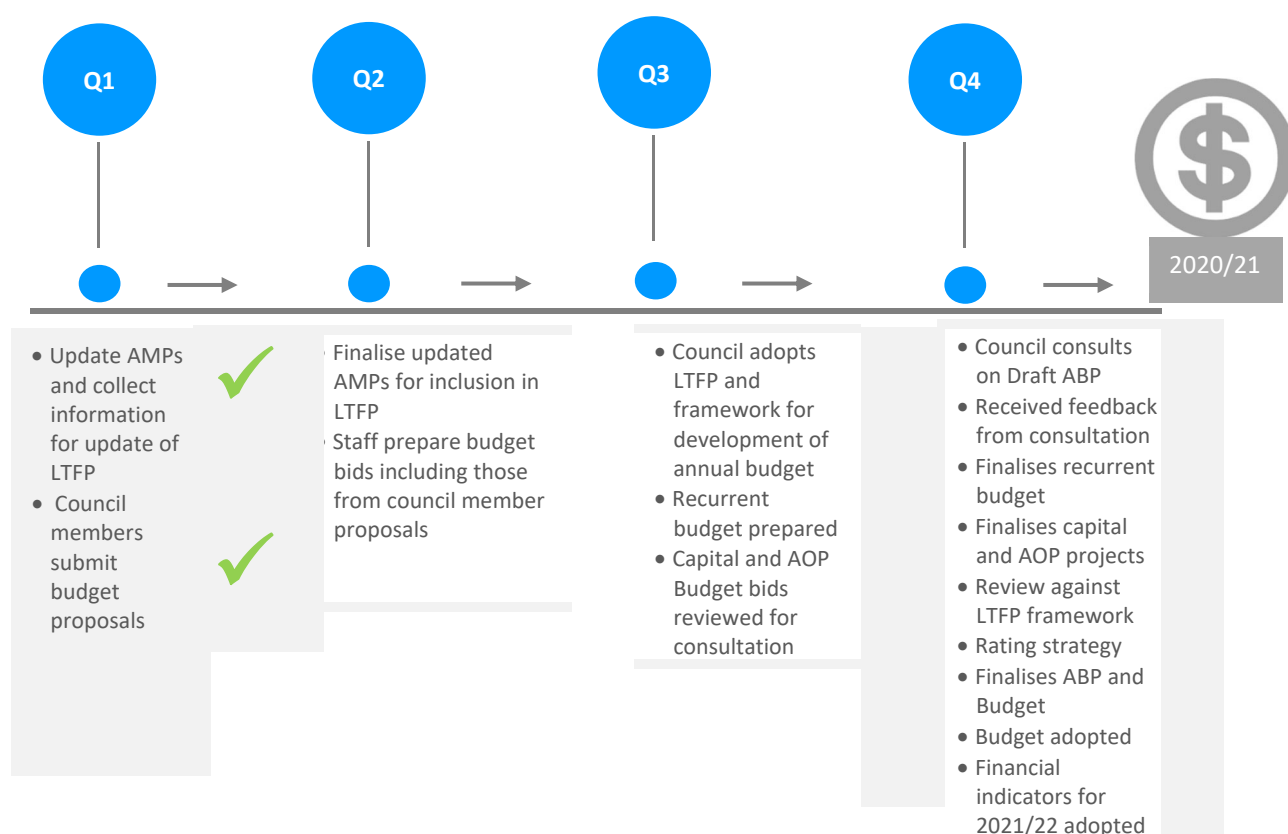 Q1
Q2
Q3
Q4
2020/21
• Update AMPs
and collect
information
for update of
LTFP
• Council
members
submit
budget
proposals
Finalise updated
AMPs for inclusion in
LTFP
Staff prepare budget
bids including those
from council member
proposals
• Council adopts
LTFP and
framework for
development of
annual budget
• Recurrent
budget prepared
• Capital and AOP
Budget bids
reviewed for
consultation
• Council consults
on Draft ABP
• Received feedback
from consultation
• Finalises recurrent
budget
• Finalises capital
and AOP projects
• Review against
LTFP framework
• Rating strategy
• Finalises ABP and
Budget
• Budget adopted
• Financial
indicators for
2021/22 adopted